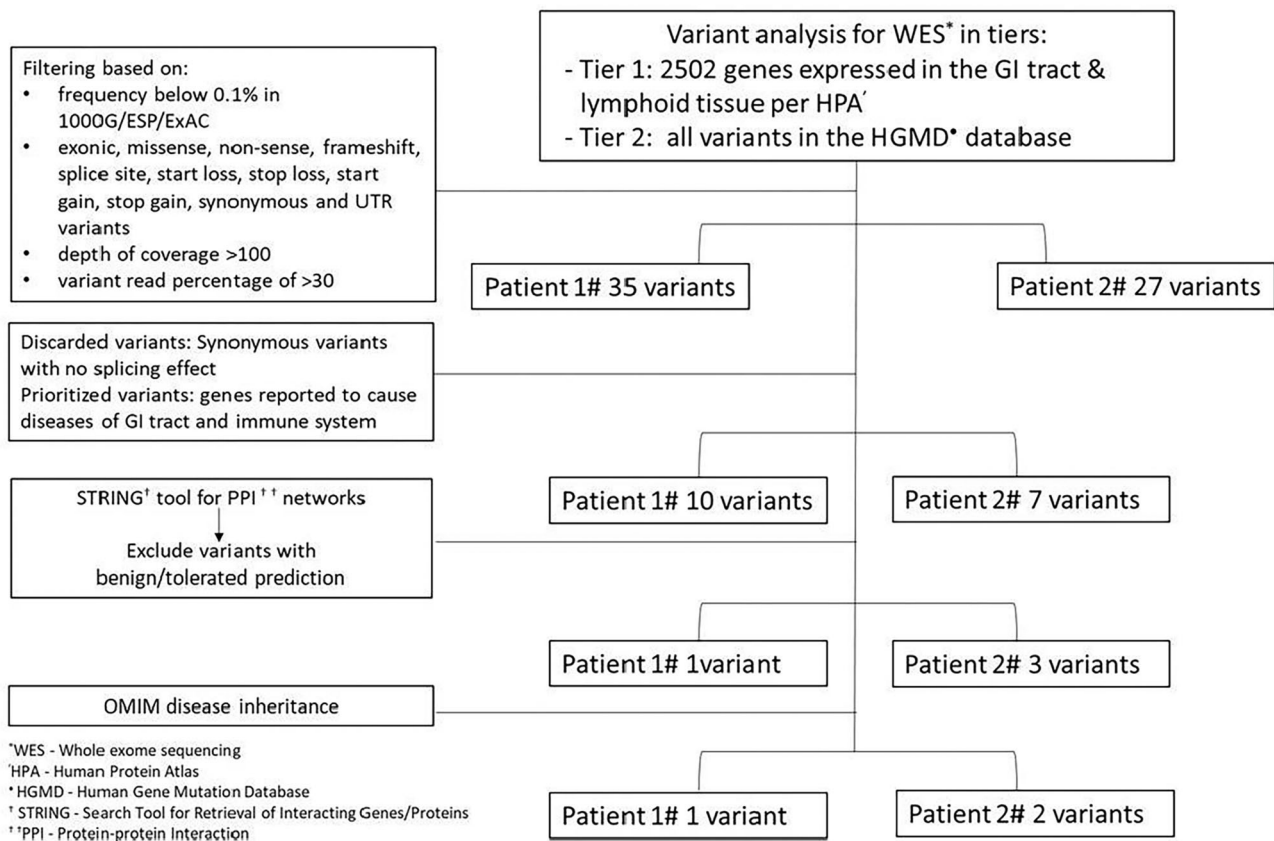 Variant analysis for WES* in tiers:
- Tier 1: 2502 genes expressed in the GI tract &
lymphoid tissue per HPA′
- Tier 2: all variants in the HGMD• database
Filtering based on:
• frequency below 0.1% in
1000G/ESP/ExAC
• exonic, missense, non-sense, frameshift,
splice site, start loss, stop loss, start
gain, stop gain, synonymous and UTR
variants
• depth of coverage >100
• variant read percentage of >30
Patient 1# 35 variants
Patient 2# 27 variants
Discarded variants: Synonymous variants
with no splicing effect
Prioritized variants: genes reported to cause
diseases of GI tract and immune system
Patient 1# 10 variants
Patient 2# 7 variants
STRING† tool for PPI†† networks
Exclude variants with
benign/tolerated prediction
Patient 1# 1variant
Patient 2# 3 variants
OMIM disease inheritance
Patient 1# 1 variant
Patient 2# 2 variants
*WES - Whole exome sequencing
′HPA - Human Protein Atlas
• HGMD - Human Gene Mutation Database
† STRING - Search Tool for Retrieval of Interacting Genes/Proteins
††PPI - Protein-protein Interaction